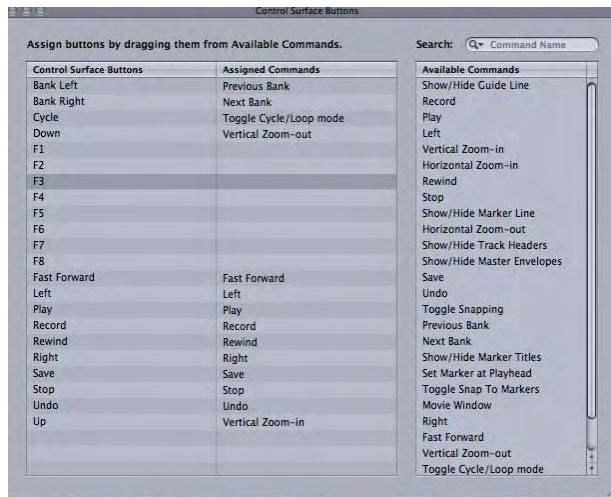 Control Surface Buttons
Assign buttons by dragging them from Available Commands.
Search: Command Name
Control Surface Buttons Assigned Commands
Bank Left Previous Bank
Bank Right Next Bank
Cycle Toggle Cycle/Loop mode
Down Vertical Zoom-out
F1
F2
F3
F4
F5
F6
F7
F8
Fast Forward Fast Forward
Left Left
Play Play
Record Record
Rewind Rewind
Right Right
Save Save
Stop Stop
Undo Undo
Up Vertical Zoom-in
Available Commands
Show/Hide Guide Line
Record
Play
Left
Vertical Zoom-in
Horizontal Zoom-in
Rewind
Stop
Show/Hide Marker Line
Horizontal Zoom-out
Show/Hide Track Headers
Show/Hide Master Envelopes
Save
Undo
Toggle Snapping
Previous Bank
Next Bank
Show/Hide Marker Titles
Set Marker at Playhead
Toggle Snap To Markers
Movie Window
Right
Fast Forward
Vertical Zoom-out
Toggle Cycle/Loop mode